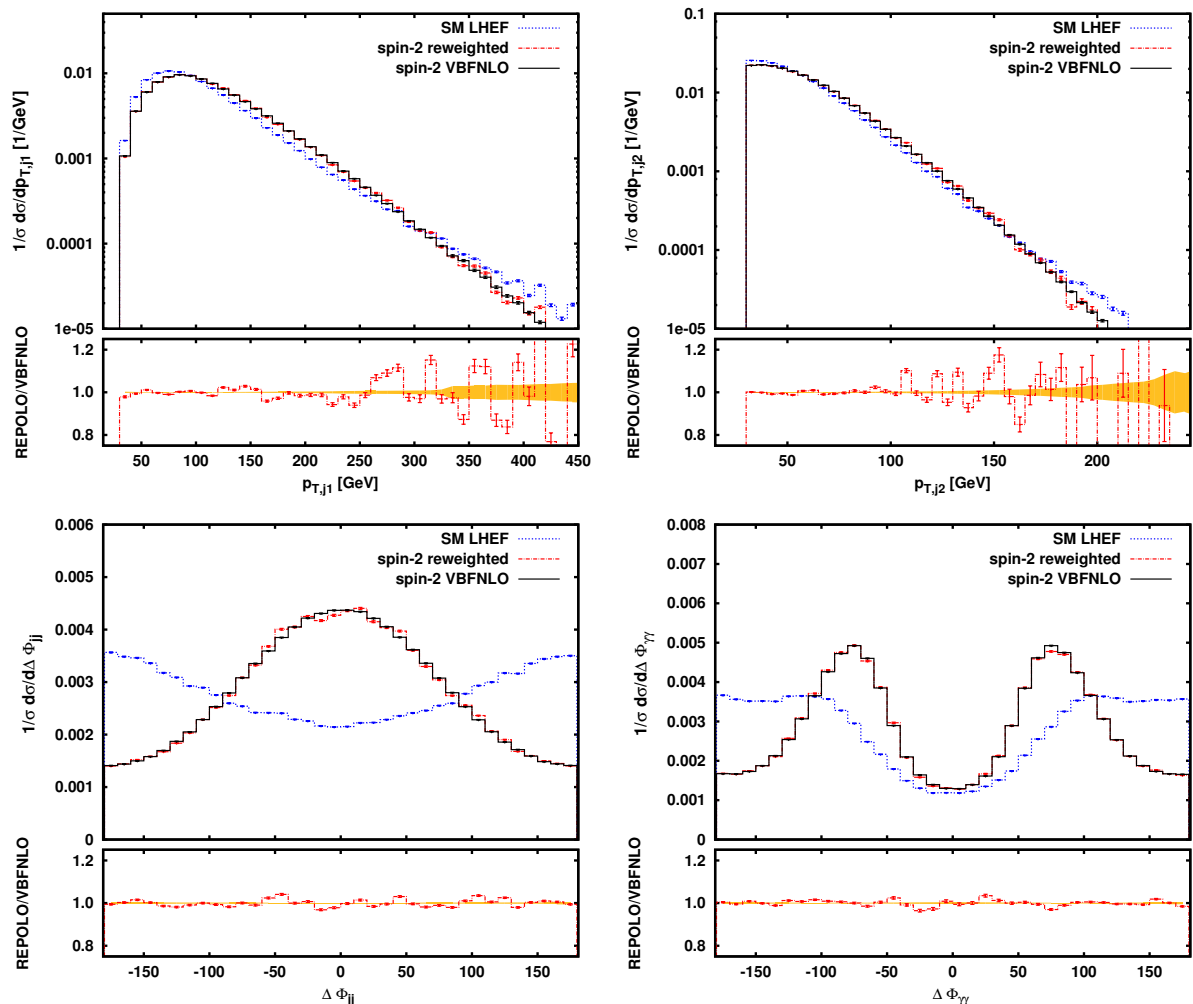 SM LHEF
spin-2 reweighted
spin-2 VBFNLO
1/σ dσ/dp_T,j1 [1/GeV]
0.01
0.001
0.0001
1e-05
REPOLO/VBFNLO
1.2
1.0
0.8
50 100 150 200 250 300 350 400 450
p_T,j1 [GeV]
SM LHEF
spin-2 reweighted
spin-2 VBFNLO
1/σ dσ/dp_T,j2 [1/GeV]
0.1
0.01
0.001
0.0001
1e-05
REPOLO/VBFNLO
1.2
1.0
0.8
50 100 150 200
p_T,j2 [GeV]
SM LHEF
spin-2 reweighted
spin-2 VBFNLO
1/σ dσ/dΔ Φ_jj
0.006
0.005
0.004
0.003
0.002
0.001
0
REPOLO/VBFNLO
1.2
1.0
0.8
-150 -100 -50 0 50 100 150
Δ Φ_jj
SM LHEF
spin-2 reweighted
spin-2 VBFNLO
1/σ dσ/dΔ Φ_γγ
0.008
0.007
0.006
0.005
0.004
0.003
0.002
0.001
0
REPOLO/VBFNLO
1.2
1.0
0.8
-150 -100 -50 0 50 100 150
Δ Φ_γγ